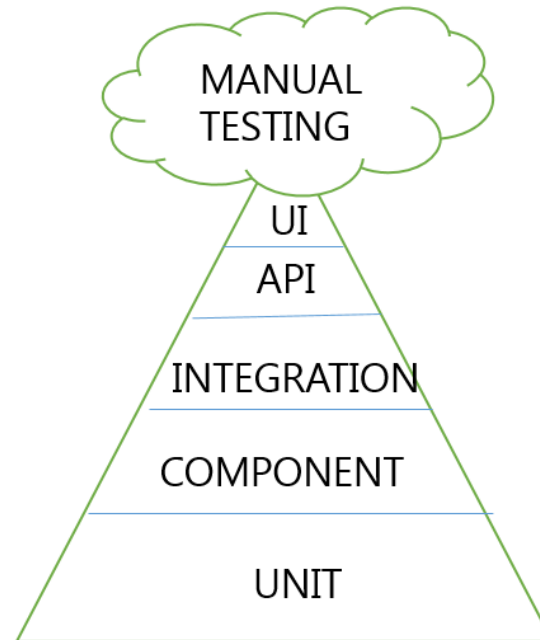 MANUAL
TESTING
UI
API
INTEGRATION
COMPONENT
UNIT